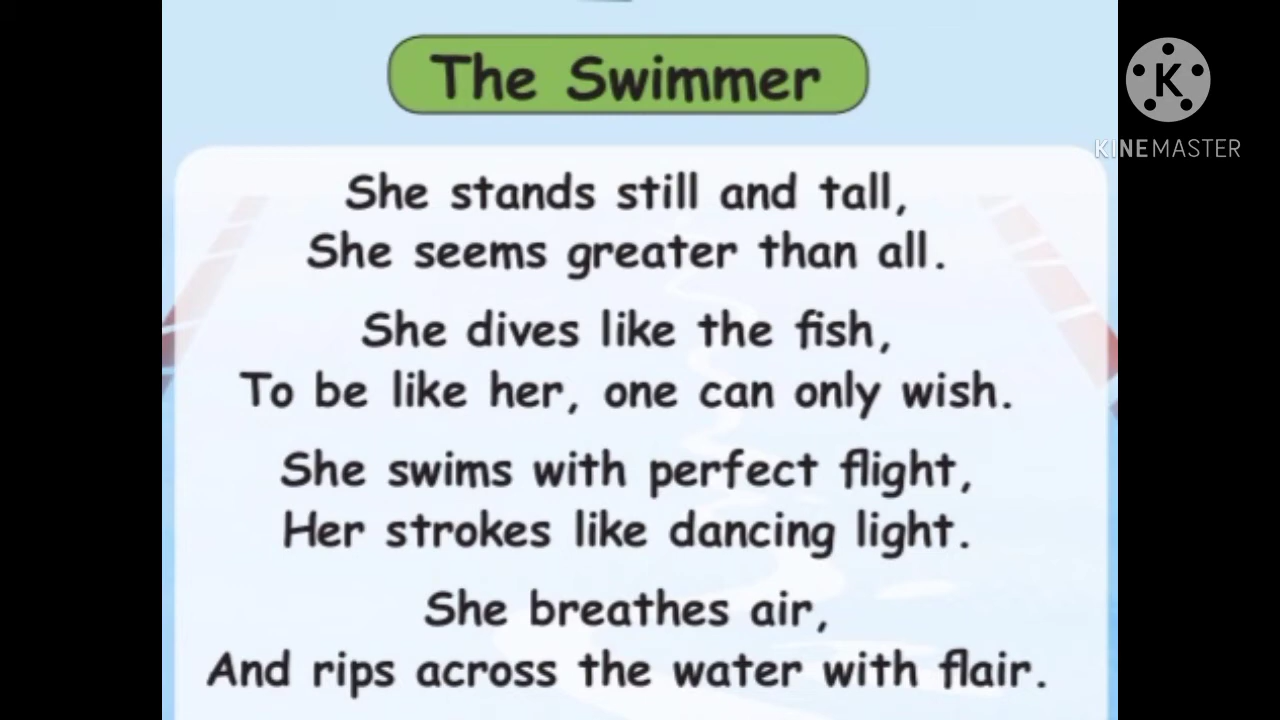 The Swimmer
K
KINEMASTER
She stands still and tall,
She seems greater than all.
She dives like the fish,
To be like her, one can only wish.
She swims with perfect flight,
Her strokes like dancing light.
She breathes air,
And rips across the water with flair.